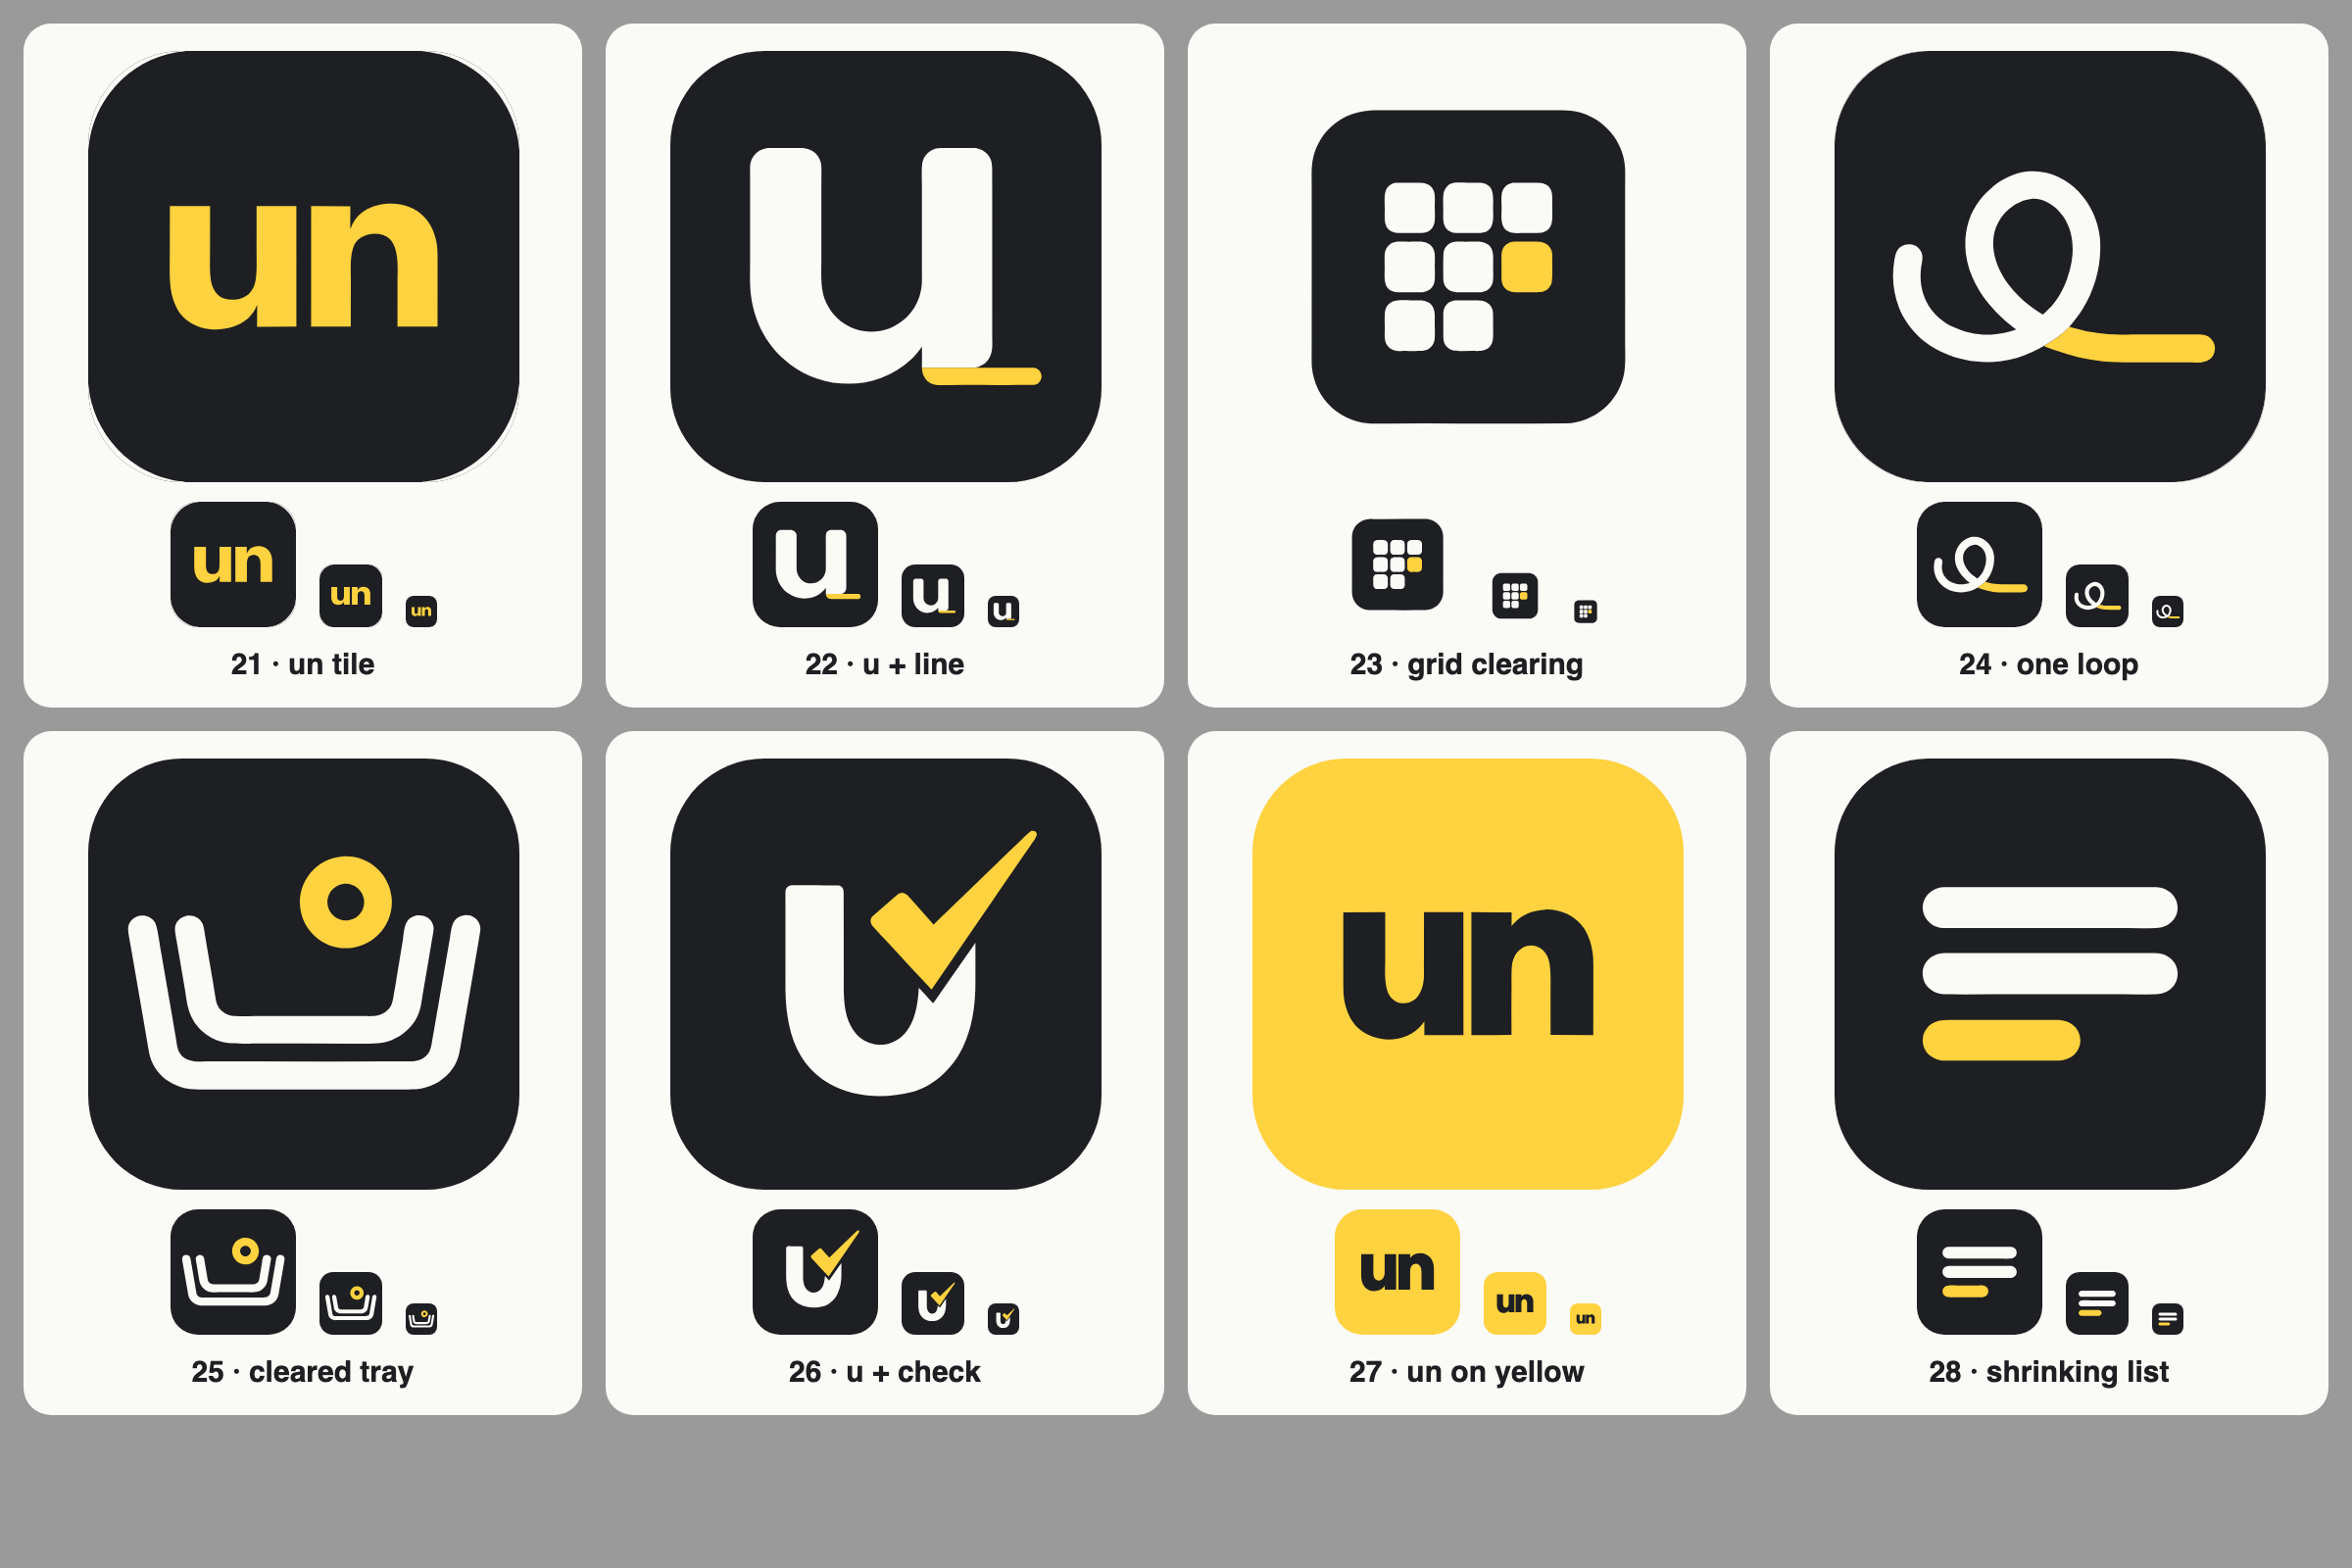 un
un
un
un
21 · un tile
u
u
u
u
22 · u + line
23 · grid clearing
24 · one loop
25 · cleared tray
u
u
u
u
26 · u + check
un
un
un
un
27 · un on yellow
28 · shrinking list